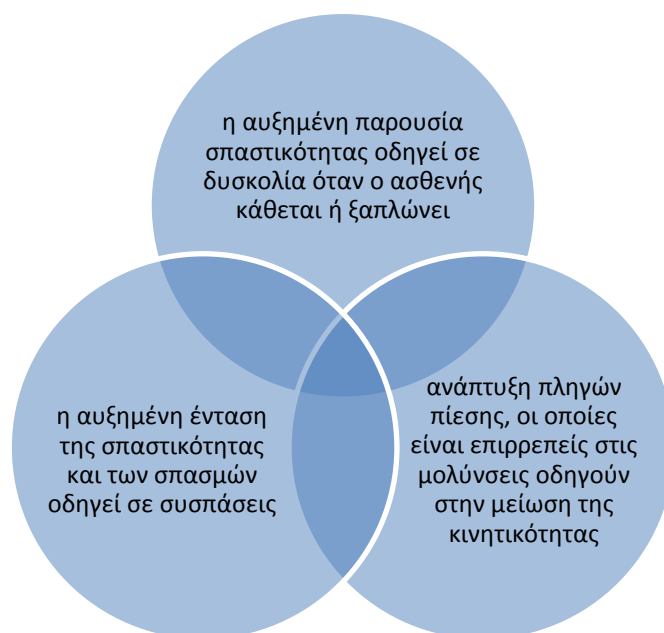 η αυξημένη παρουσία
σπαστικότητας οδηγεί σε
δυσκολία όταν ο ασθενής
κάθεται ή ξαπλώνει
η αυξημένη ένταση
της σπαστικότητας
και των σπασμών
οδηγεί σε συσπάσεις
ανάπτυξη πληγών
πίεσης, οι οποίες
είναι επιρρεπείς στις
μολύνσεις οδηγούν
στην μείωση της
κινητικότητας